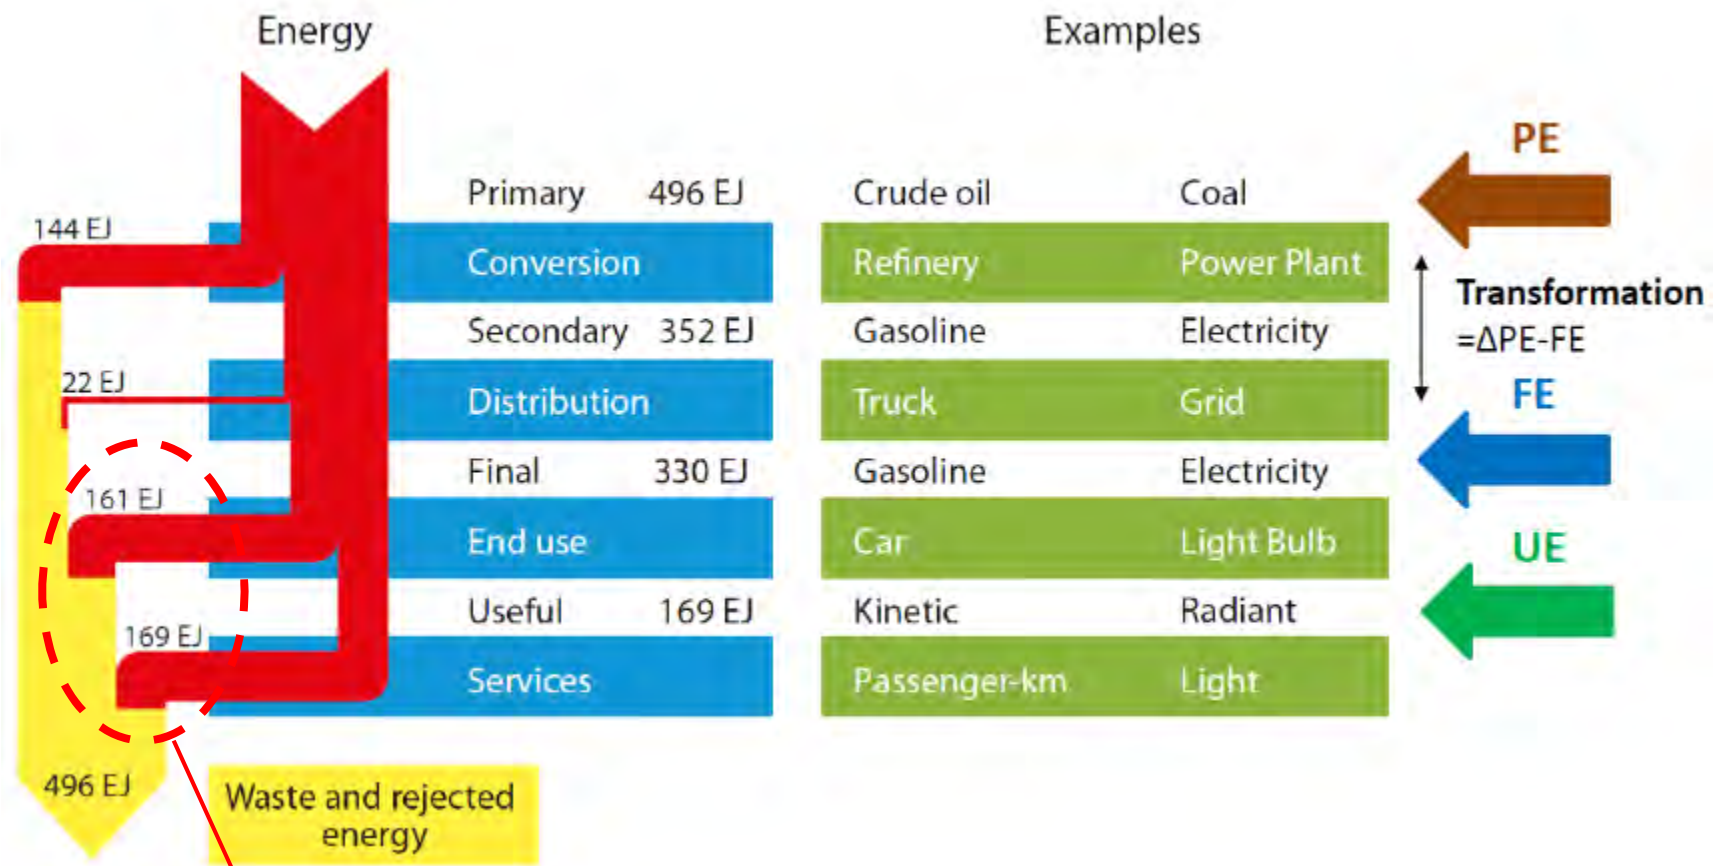 Energy
Examples
PE
Primary 496 EJ Crude oil Coal
144 EJ
Conversion Refinery Power Plant
Transformation
=ΔPE-FE
Secondary 352 EJ Gasoline Electricity
22 EJ
Distribution Truck Grid
FE
Final 330 EJ Gasoline Electricity
161 EJ
End use Car Light Bulb
UE
Useful 169 EJ Kinetic Radiant
169 EJ
Services Passenger-km Light
496 EJ
Waste and rejected
energy